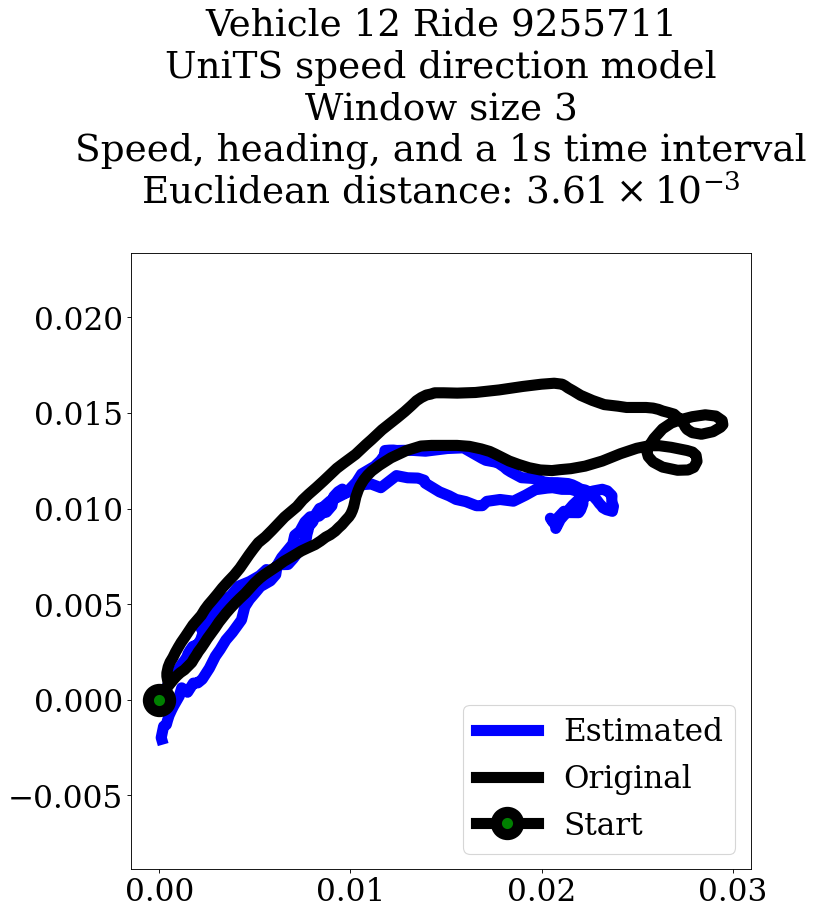 Vehicle 12 Ride 9255711
UniTS speed direction model
Window size 3
Speed, heading, and a 1s time interval
Euclidean distance: 3.61 × 10⁻³
0.020
0.015
0.010
0.005
0.000
−0.005
Estimated
Original
Start
0.00 0.01 0.02 0.03